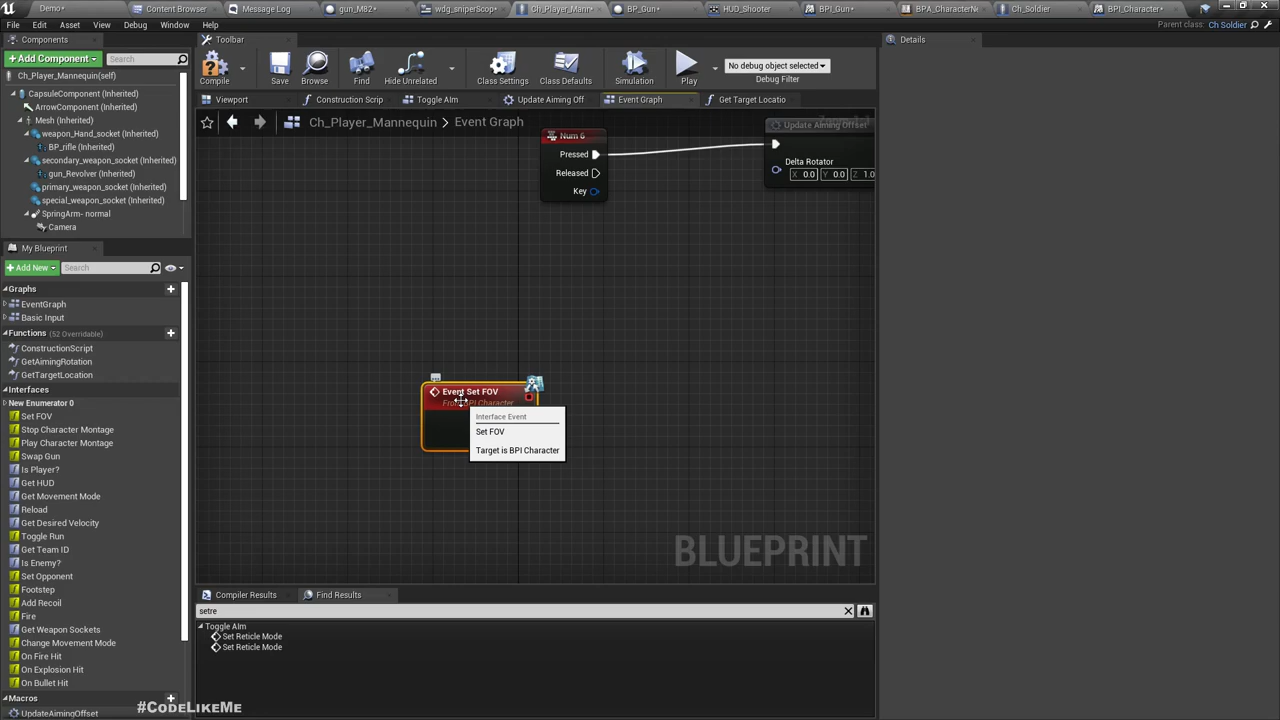 Demo*
Content Browser
Message Log
gun_M82*
wdg_sniperScop*
Ch_Player_Mann*
BP_Gun*
HUD_Shooter
BPI_Gun*
BPA_CharacterNe
Ch_Soldier
BPI_Character*
File Edit Asset View Debug Window Help
Parent class: Ch Soldier
Components
Toolbar
Details
+ Add Component
Search
Compile
Save
Browse
Find
Hide Unrelated
Class Settings
Class Defaults
Simulation
Play
No debug object selected
Debug Filter
Ch_Player_Mannequin(self)
CapsuleComponent (Inherited)
ArrowComponent (Inherited)
Mesh (Inherited)
weapon_Hand_socket (Inherited)
BP_rifle (Inherited)
secondary_weapon_socket (Inherited)
gun_Revolver (Inherited)
primary_weapon_socket (Inherited)
special_weapon_socket (Inherited)
SpringArm- normal
Camera
Viewport
Construction Scrip
Toggle AIm
Update Aiming Off
Event Graph
Get Target Locatio
Ch_Player_Mannequin > Event Graph
Num 6
Pressed
Released
Key
Update Aiming Offset
Delta Rotator
X 0.0 Y 0.0 Z 1.0
My Blueprint
+ Add New
Search
Graphs
EventGraph
Basic Input
Functions (52 Overridable)
ConstructionScript
GetAimingRotation
GetTargetLocation
Interfaces
New Enumerator 0
Set FOV
Stop Character Montage
Play Character Montage
Swap Gun
Is Player?
Get HUD
Get Movement Mode
Reload
Get Desired Velocity
Toggle Run
Get Team ID
Is Enemy?
Set Opponent
Footstep
Add Recoil
Fire
Get Weapon Sockets
Change Movement Mode
On Fire Hit
On Explosion Hit
On Bullet Hit
Macros
UpdateAimingOffset
Event Set FOV
From BPI Character
Interface Event
Set FOV
Target is BPI Character
BLUEPRINT
Compiler Results
Find Results
setre
Toggle AIm
Set Reticle Mode
Set Reticle Mode
#CodeLikeMe